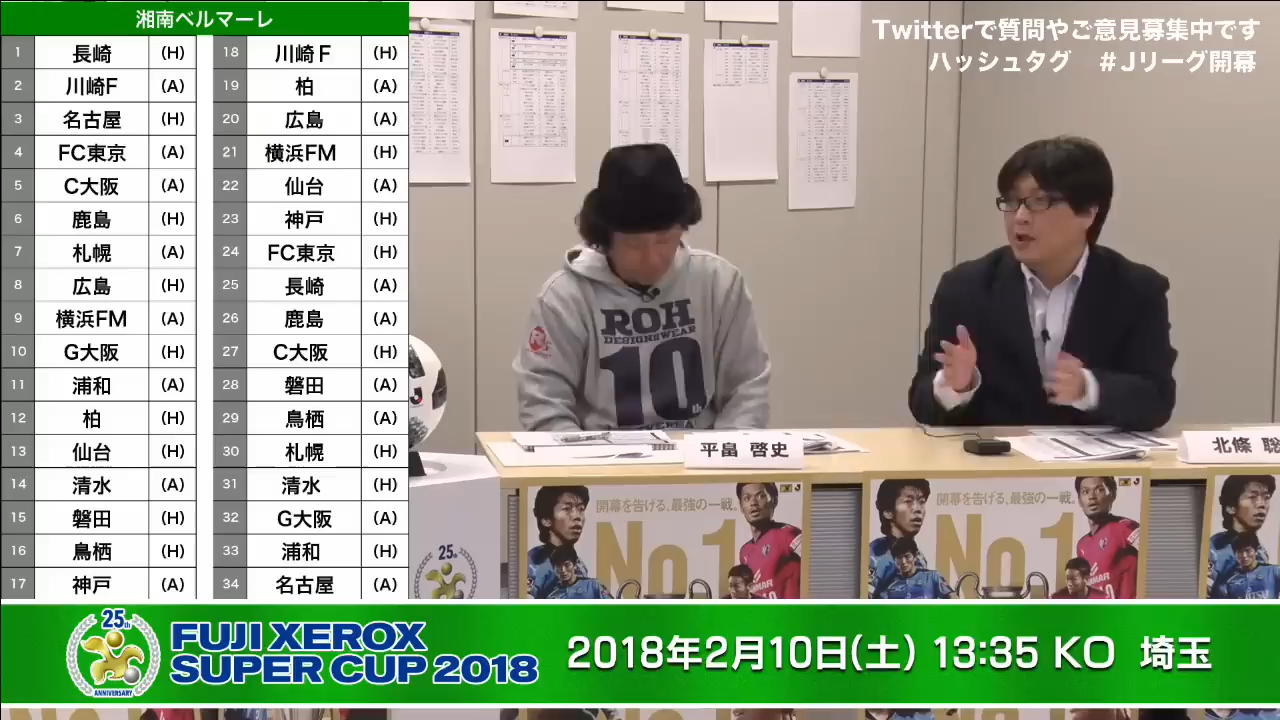 湘南ベルマーレ
1 長崎 (H) 18 川崎F (H)
川崎F (A) 19 柏 (A)
3 名古屋 (H) 20 広島 (A)
FC東京 (A) 21 横浜FM (H)
5 C大阪 (A) 22 仙台 (A)
6 鹿島 (H) 23 神戸 (H)
7 札幌 (A) 24 FC東京 (H)
8 広島 (H) 25 長崎 (A)
9 横浜FM (A) 26 鹿島 (A)
10 G大阪 (H) 27 C大阪 (H)
11 浦和 (A) 28 磐田 (A)
12 柏 (H) 29 鳥栖 (A)
仙台 (H) 札幌 (H)
14 清水 (A) 31 清水 (H)
15 磐田 (H) 32 G大阪 (A)
16 鳥栖 (H) 33 浦和 (H)
17 神戸 (A) 34 名古屋 (A)
Twitterで質問やご意見募集中です
ハッシュタグ #Jリーグ開幕
ROH
DESIGNSWEAR
10th
平畠 啓史
北條 聡
開幕を告げる、最強の一戦。
No1
開幕を告げる、最強の一戦。
No1
25th
25th
ANNIVERSARY
FUJI XEROX
SUPER CUP 2018
2018年2月10日(土) 13:35 KO 埼玉